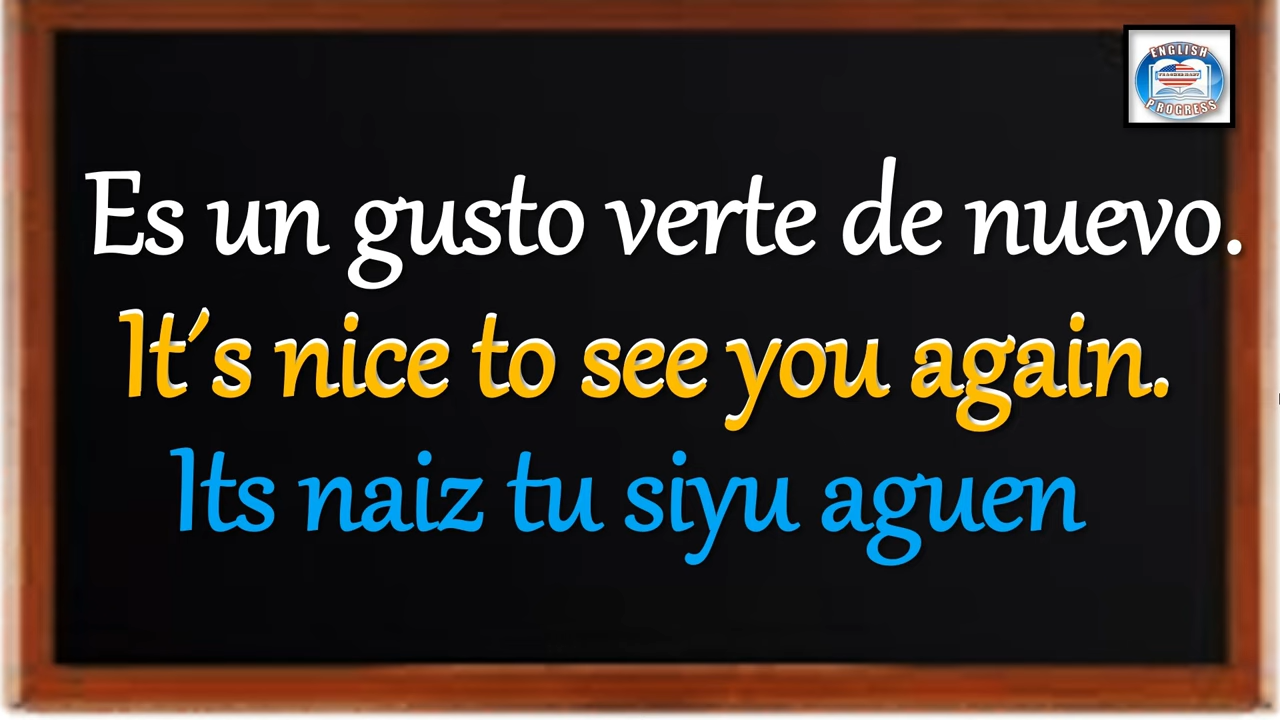 ENGLISH
PROGRESS
Es un gusto verte de nuevo.
It´s nice to see you again.
Its naiz tu siyu aguen